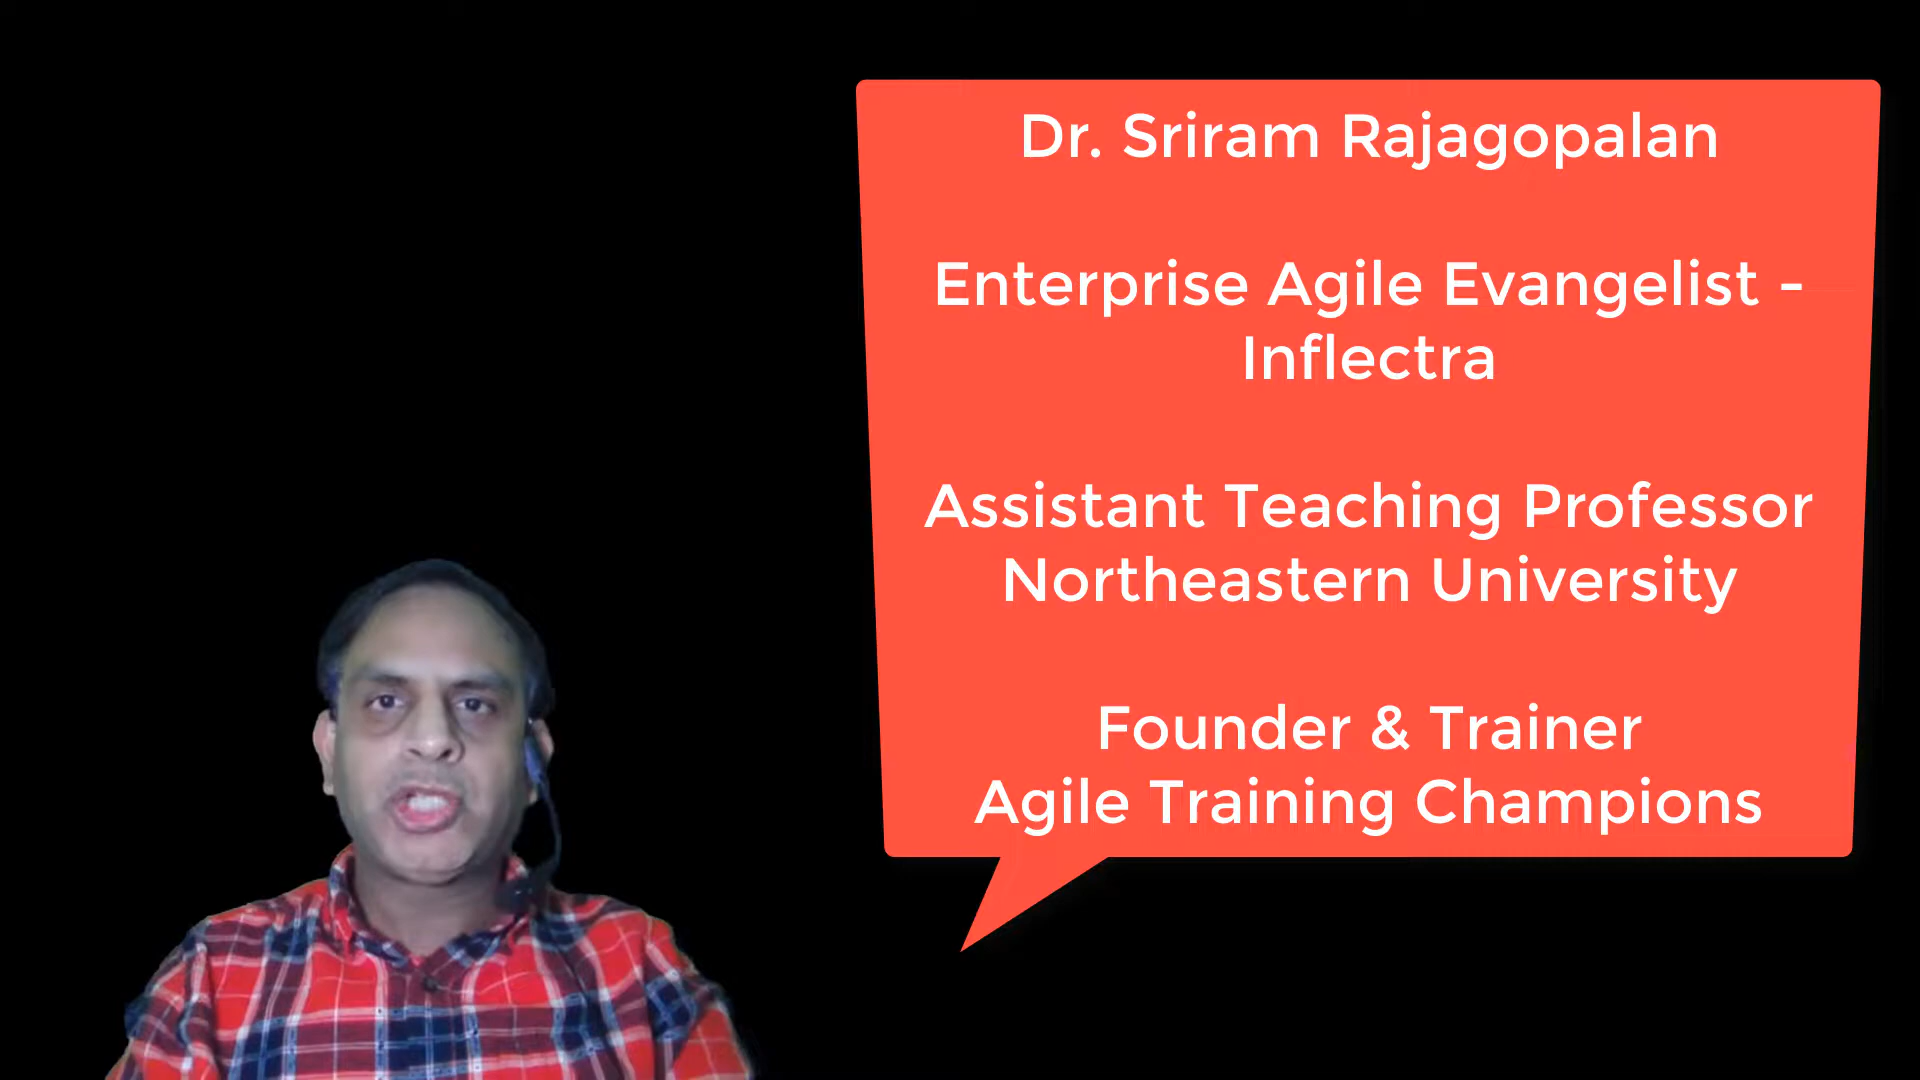 Dr. Sriram Rajagopalan
Enterprise Agile Evangelist -
Inflectra
Assistant Teaching Professor
Northeastern University
Founder & Trainer
Agile Training Champions